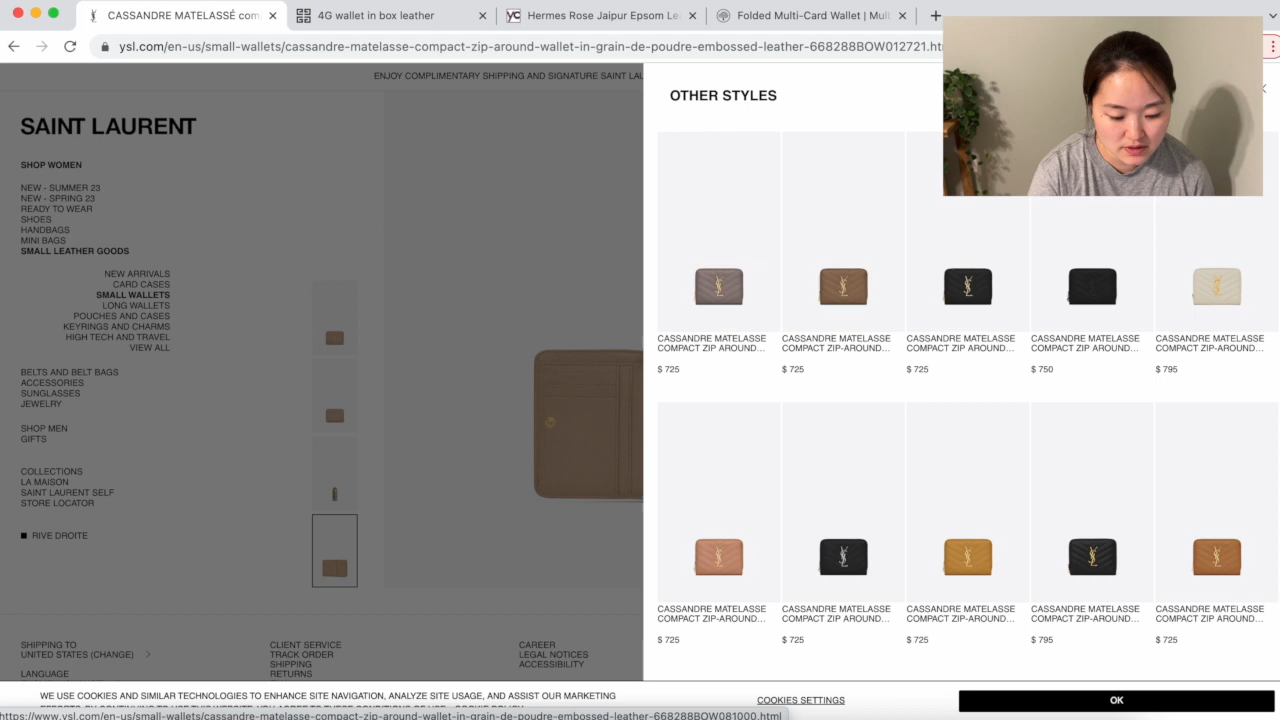 CASSANDRE MATELASSÉ com
4G wallet in box leather
Hermes Rose Jaipur Epsom Le
Folded Multi-Card Wallet | Mul
ysl.com/en-us/small-wallets/cassandre-matelasse-compact-zip-around-wallet-in-grain-de-poudre-embossed-leather-668288BOW012721.ht
ENJOY COMPLIMENTARY SHIPPING AND SIGNATURE SAINT LAU
SAINT LAURENT
SHOP WOMEN
NEW - SUMMER 23
NEW - SPRING 23
READY TO WEAR
SHOES
HANDBAGS
MINI BAGS
SMALL LEATHER GOODS
NEW ARRIVALS
CARD CASES
SMALL WALLETS
LONG WALLETS
POUCHES AND CASES
KEYRINGS AND CHARMS
HIGH TECH AND TRAVEL
VIEW ALL
BELTS AND BELT BAGS
ACCESSORIES
SUNGLASSES
JEWELRY
SHOP MEN
GIFTS
COLLECTIONS
LA MAISON
SAINT LAURENT SELF
STORE LOCATOR
RIVE DROITE
SHIPPING TO
UNITED STATES (CHANGE)
LANGUAGE
CLIENT SERVICE
TRACK ORDER
SHIPPING
RETURNS
CAREER
LEGAL NOTICES
ACCESSIBILITY
OTHER STYLES
CASSANDRE MATELASSE
COMPACT ZIP AROUND...
$ 725
CASSANDRE MATELASSE
COMPACT ZIP-AROUND...
$ 725
CASSANDRE MATELASSE
COMPACT ZIP AROUND...
$ 725
CASSANDRE MATELASSE
COMPACT ZIP AROUND...
$ 750
CASSANDRE MATELASSE
COMPACT ZIP-AROUND...
$ 795
CASSANDRE MATELASSE
COMPACT ZIP-AROUND...
$ 725
CASSANDRE MATELASSE
COMPACT ZIP AROUND...
$ 725
CASSANDRE MATELASSE
COMPACT ZIP-AROUND...
$ 725
CASSANDRE MATELASSE
COMPACT ZIP-AROUND...
$ 795
CASSANDRE MATELASSE
COMPACT ZIP-AROUND...
$ 725
WE USE COOKIES AND SIMILAR TECHNOLOGIES TO ENHANCE SITE NAVIGATION, ANALYZE SITE USAGE, AND ASSIST OUR MARKETING
COOKIES SETTINGS
OK
https://www.ysl.com/en-us/small-wallets/cassandre-matelasse-compact-zip-around-wallet-in-grain-de-poudre-embossed-leather-668288BOW081000.html